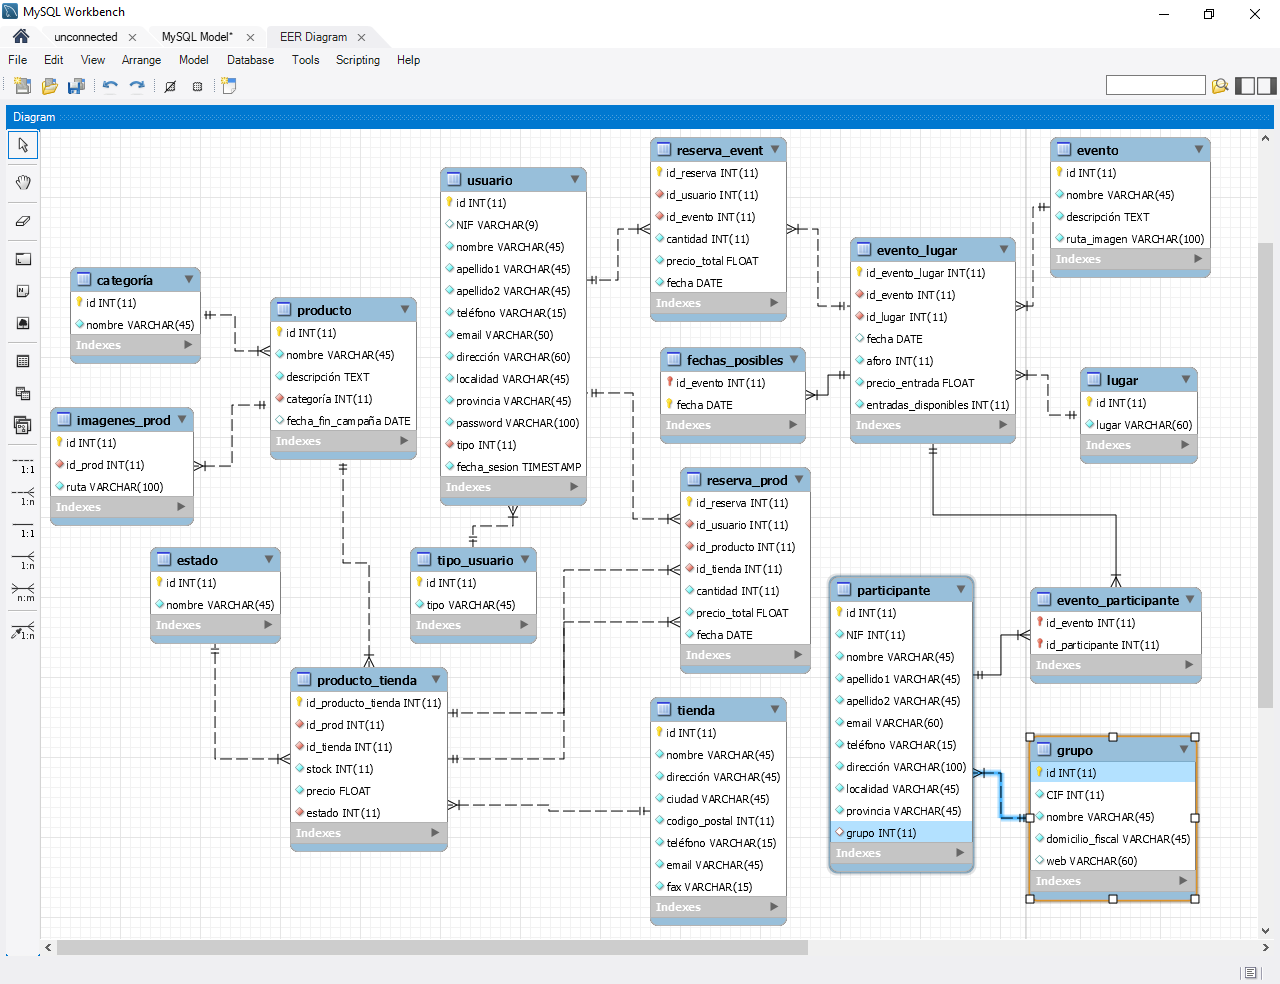 MySQL Workbench
unconnected
MySQL Model*
EER Diagram
File Edit View Arrange Model Database Tools Scripting Help
Diagram
1:1
1:n
1:1
1:n
n:m
1:n
categoría
id INT(11)
nombre VARCHAR(45)
Indexes
imagenes_prod
id INT(11)
id_prod INT(11)
ruta VARCHAR(100)
Indexes
producto
id INT(11)
nombre VARCHAR(45)
descripción TEXT
categoría INT(11)
fecha_fin_campaña DATE
Indexes
estado
id INT(11)
nombre VARCHAR(45)
Indexes
producto_tienda
id_producto_tienda INT(11)
id_prod INT(11)
id_tienda INT(11)
stock INT(11)
precio FLOAT
estado INT(11)
Indexes
usuario
id INT(11)
NIF VARCHAR(9)
nombre VARCHAR(45)
apellido1 VARCHAR(45)
apellido2 VARCHAR(45)
teléfono VARCHAR(15)
email VARCHAR(50)
dirección VARCHAR(60)
localidad VARCHAR(45)
provincia VARCHAR(45)
password VARCHAR(100)
tipo INT(11)
fecha_sesion TIMESTAMP
Indexes
tipo_usuario
id INT(11)
tipo VARCHAR(45)
Indexes
reserva_event
id_reserva INT(11)
id_usuario INT(11)
id_evento INT(11)
cantidad INT(11)
precio_total FLOAT
fecha DATE
Indexes
fechas_posibles
id_evento INT(11)
fecha DATE
Indexes
reserva_prod
id_reserva INT(11)
id_usuario INT(11)
id_producto INT(11)
id_tienda INT(11)
cantidad INT(11)
precio_total FLOAT
fecha DATE
Indexes
tienda
id INT(11)
nombre VARCHAR(45)
dirección VARCHAR(45)
ciudad VARCHAR(45)
codigo_postal INT(11)
teléfono VARCHAR(15)
email VARCHAR(45)
fax VARCHAR(15)
Indexes
evento_lugar
id_evento_lugar INT(11)
id_evento INT(11)
id_lugar INT(11)
fecha DATE
aforo INT(11)
precio_entrada FLOAT
entradas_disponibles INT(11)
Indexes
evento
id INT(11)
nombre VARCHAR(45)
descripción TEXT
ruta_imagen VARCHAR(100)
Indexes
lugar
id INT(11)
lugar VARCHAR(60)
Indexes
participante
id INT(11)
NIF INT(11)
nombre VARCHAR(45)
apellido1 VARCHAR(45)
apellido2 VARCHAR(45)
email VARCHAR(60)
teléfono VARCHAR(15)
dirección VARCHAR(100)
localidad VARCHAR(45)
provincia VARCHAR(45)
grupo INT(11)
Indexes
evento_participante
id_evento INT(11)
id_participante INT(11)
Indexes
grupo
id INT(11)
CIF INT(11)
nombre VARCHAR(45)
domicilio_fiscal VARCHAR(45)
web VARCHAR(60)
Indexes